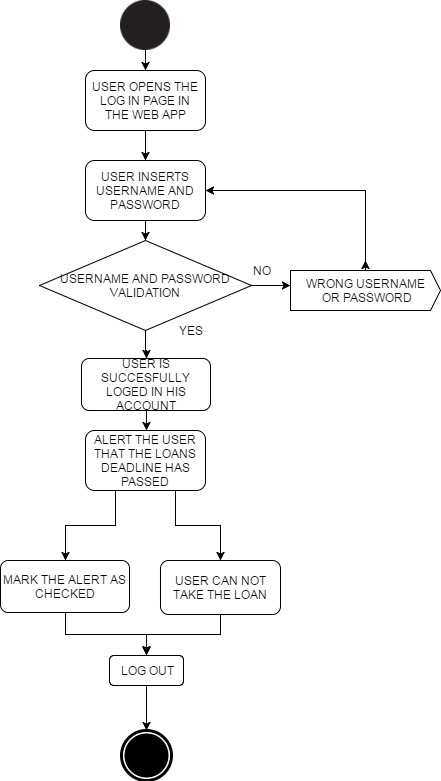 USER OPENS THE
LOG IN PAGE IN
THE WEB APP
USER INSERTS
USERNAME AND
PASSWORD
USERNAME AND PASSWORD
VALIDATION
NO
WRONG USERNAME
OR PASSWORD
YES
USER IS
SUCCESFULLY
LOGED IN HIS
ACCOUNT
ALERT THE USER
THAT THE LOANS
DEADLINE HAS
PASSED
MARK THE ALERT AS
CHECKED
USER CAN NOT
TAKE THE LOAN
LOG OUT